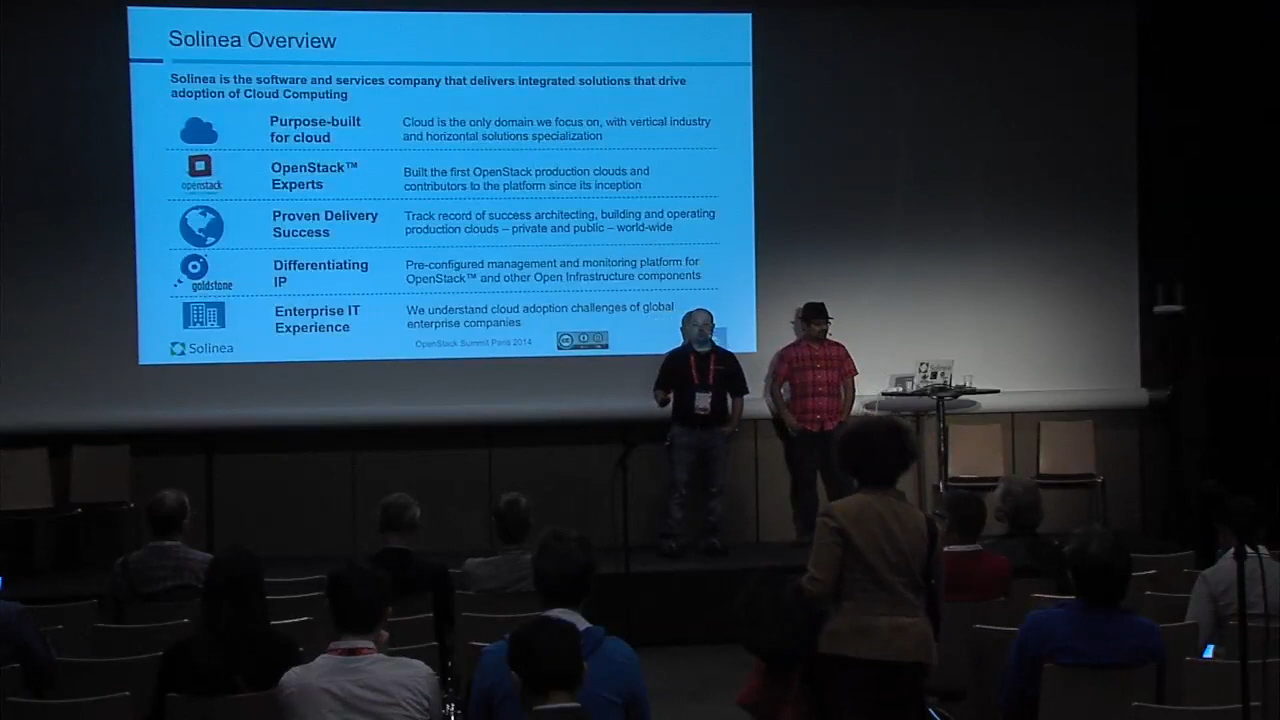 Solinea Overview
Solinea is the software and services company that delivers integrated solutions that drive
adoption of Cloud Computing
Purpose-built
for cloud
Cloud is the only domain we focus on, with vertical industry
and horizontal solutions specialization
openstack
OpenStack™
Experts
Built the first OpenStack production clouds and
contributors to the platform since its inception
Proven Delivery
Success
Track record of success architecting, building and operating
production clouds – private and public – world-wide
goldstone
Differentiating
IP
Pre-configured management and monitoring platform for
OpenStack™ and other Open Infrastructure components
Enterprise IT
Experience
We understand cloud adoption challenges of global
enterprise companies
Solinea
OpenStack Summit Paris 2014
cc
Solinea